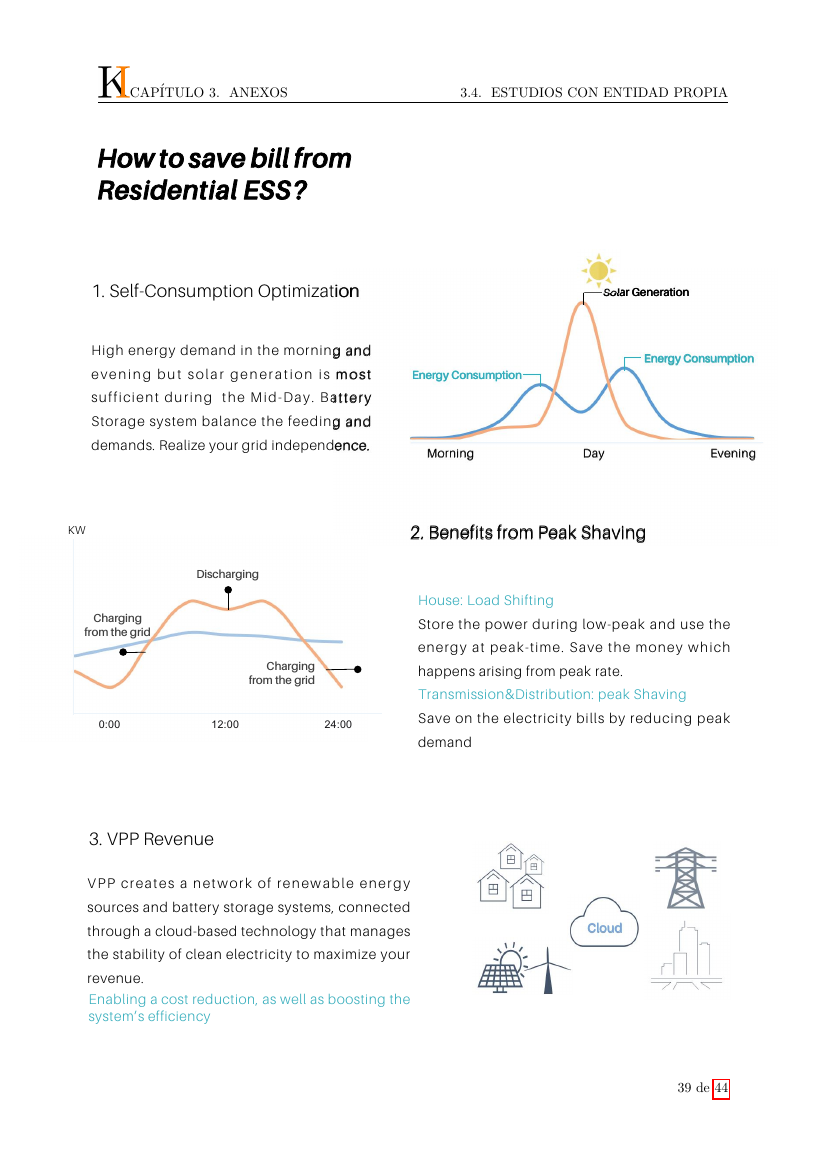 KI CAPÍTULO 3. ANEXOS 3.4. ESTUDIOS CON ENTIDAD PROPIA
How to save bill from
Residential ESS?
1. Self-Consumption Optimization
High energy demand in the morning and
evening but solar generation is most
sufficient during the Mid-Day. Battery
Storage system balance the feeding and
demands. Realize your grid independence.
Solar Generation
Energy Consumption
Energy Consumption
Morning Day Evening
KW
Discharging
Charging
from the grid
Charging
from the grid
0:00 12:00 24:00
2. Benefits from Peak Shaving
House: Load Shifting
Store the power during low-peak and use the
energy at peak-time. Save the money which
happens arising from peak rate.
Transmission&Distribution: peak Shaving
Save on the electricity bills by reducing peak
demand
3. VPP Revenue
VPP creates a network of renewable energy
sources and battery storage systems, connected
through a cloud-based technology that manages
the stability of clean electricity to maximize your
revenue.
Enabling a cost reduction, as well as boosting the
system's efficiency
Cloud
39 de 44